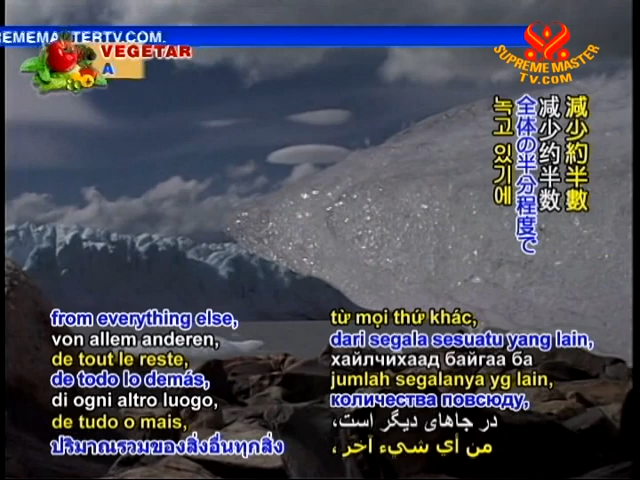 REMEMASTERTV.COM.
VEGETAR
A
SUPREME MASTER
TV.COM
減少約半數
减少约半数
全体の半分程度で
녹고 있기에
from everything else,
von allem anderen,
de tout le reste,
de todo lo demás,
di ogni altro luogo,
de tudo o mais,
ปริมาณรวมของสิ่งอื่นทุกสิ่ง
từ mọi thứ khác,
dari segala sesuatu yang lain,
хайлчихаад байгаа ба
jumlah segalanya yg lain,
количества повсюду,
در جاهای دیگر است،
من أي شيء آخر ،